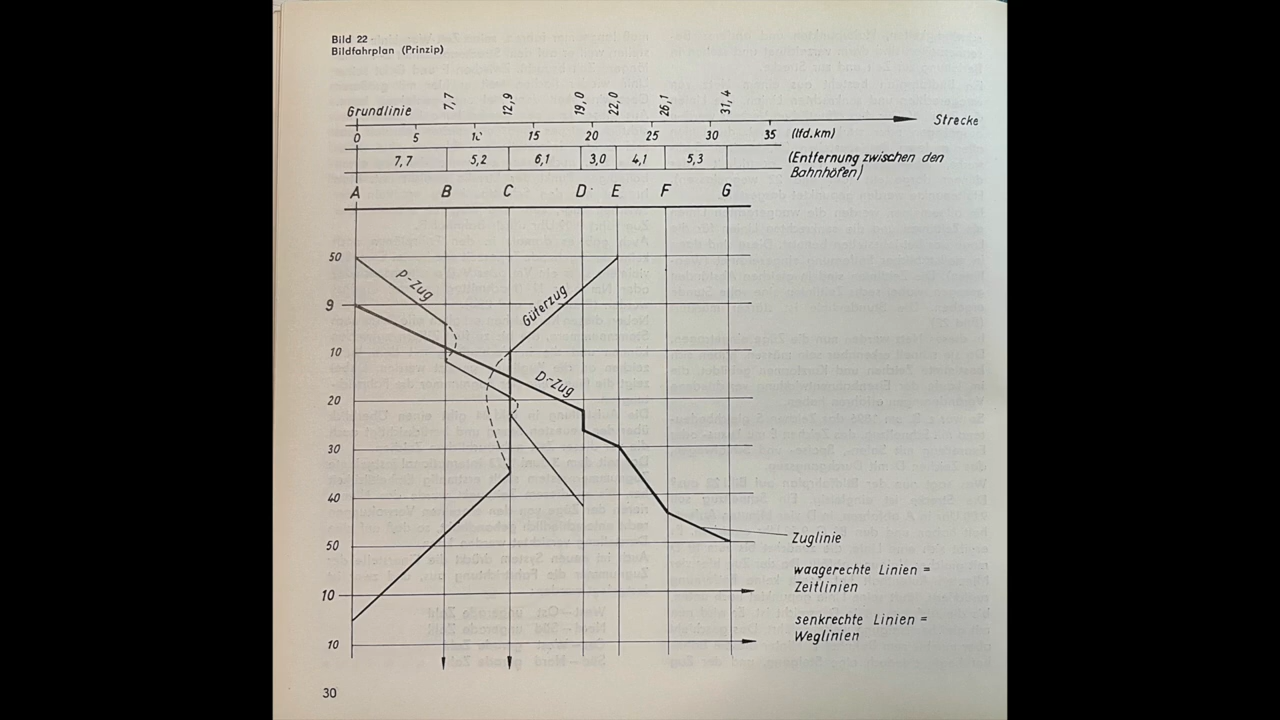 Bild 22
Bildfahrplan (Prinzip)
7,7 12,9 19,0 22,0 26,1 31,4
Grundlinie
Strecke
0 5 10 15 20 25 30 35 (lfd.km)
7,7 5,2 6,1 3,0 4,1 5,3
(Entfernung zwischen den
Bahnhöfen)
A B C D E F G
50
P-Zug
Güterzug
9
10
D-Zug
20
30
40
Zuglinie
50
waagerechte Linien =
Zeitlinien
10
senkrechte Linien =
Weglinien
10
30